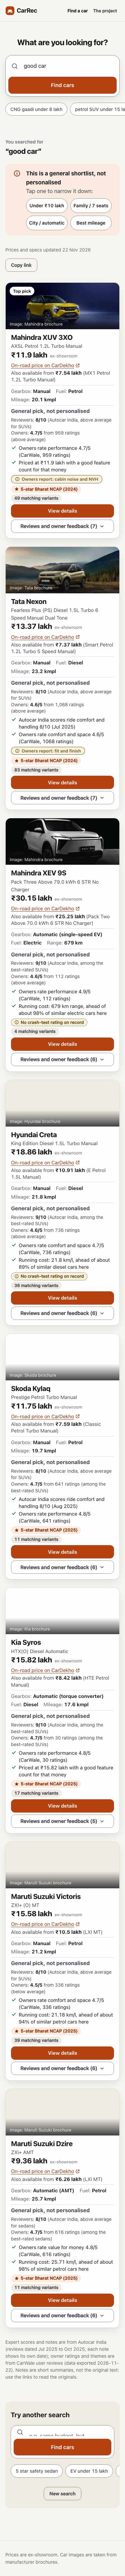 CarRec
Find a car
The project
What are you looking for?
good car
Find cars
CNG gaadi under 8 lakh
You searched for
“good car”
This is a general shortlist, not
personalised
Tap one to narrow it down:
Under ₹10 lakh
Family / 7 seats
City / automatic
Best mileage
Prices and specs updated 22 Nov 2026
Copy link
Top pick
Image: Mahindra brochure
Mahindra XUV 3XO
AX5L Petrol 1.2L Turbo Manual
₹11.9 lakh ex-showroom
On-road price on CarDekho
Also available from
1.2L Turbo Manual)
Gearbox: Manual Fuel: Petrol
Mileage: 20.1 kmpl
General pick, not personalised
Reviewers: 8/10 (Autocar India, above average
for SUVs)
Owners: 4.7/5 from 959 ratings
(above average)
Owners rate performance 4.7/5
(CarWale, 959 ratings)
Priced at ₹11.9 lakh with a good feature
count for that money
Owners report: cabin noise and NVH
5-star Bharat NCAP (2024)
49 matching variants
View details
Reviewers and owner feedback (7)
Image: Tata Brochure
Tata Nexon
Fearless Plus (PS) Diesel 1.5L Turbo 6
Speed Manual Dual Tone
₹13.37 lakh ex-showroom
On-road price on CarDekho
Also available from ₹7.37 lakh (Smart Petrol
1.2L Turbo 5 Speed Manual)
Gearbox: Manual Fuel: Diesel
Mileage: 23.2 kmpl
General pick, not personalised
Reviewers: 8/10 (Autocar India, above average
for SUVs)
Owners: 4.6/5 from 1,068 ratings
(above average)
Autocar India scores ride comfort and
handling 8/10 (Jul 2025)
Owners rate comfort and space 4.6/5
(CarWale, 1068 ratings)
Owners report: fit and finish
5-star Bharat NCAP (2024)
83 matching variants
View details
Reviewers and owner feedback (7)
Image: Mahindra brochure
Mahindra XEV 9S
Pack Three Above 79.0 kWh 6 STR No
Charger
₹30.15 lakh ex-showroom
On-road price on CarDekho
Also available from ₹25.25 lakh (Pack Two
Above 70.0 kWh 6 STR No Charger)
Gearbox: Automatic (single-speed EV)
Fuel: Electric Range: 679 km
General pick, not personalised
Reviewers: 9/10 (Autocar India, among the
best-rated SUVs)
Owners: 4.6/5 from 112 ratings
(above average)
Owners rate performance 4.9/5
(CarWale, 112 ratings)
Running cost: 679 km range, ahead of
about 98% of similar electric cars here
No crash-test rating on record
4 matching variants
View details
Reviewers and owner feedback (6)
Image: Hyundai brochure
Hyundai Creta
King Edition Diesel 1.5L Turbo Manual
₹18.86 lakh ex-showroom
On-road price on CarDekho
Also available from ₹10.91 lakh (E Petrol
1.5L Manual)
Gearbox: Manual Fuel: Diesel
Mileage: 21.8 kmpl
General pick, not personalised
Reviewers: 9/10 (Autocar India, among the
best-rated SUVs)
Owners: 4.6/5 from 736 ratings
(above average)
Owners rate comfort and space 4.7/5
(CarWale, 736 ratings)
Running cost: 21.8 kmpl, ahead of about
89% of similar diesel cars here
No crash-test rating on record
38 matching variants
View details
Reviewers and owner feedback (6)
Image: Skoda brochure
Skoda Kylaq
Prestige Petrol Turbo Manual
₹11.75 lakh ex-showroom
On-road price on CarDekho
Also available from ₹7.59 lakh (Classic
Petrol Turbo Manual)
Gearbox: Manual Fuel: Petrol
Mileage: 19.7 kmpl
General pick, not personalised
Reviewers: 8/10 (Autocar India, above average
for SUVs)
Owners: 4.7/5 from 641 ratings (among the
best-rated SUVs)
Autocar India scores ride comfort and
handling 8/10 (Aug 2025)
Owners rate performance 4.8/5
(CarWale, 641 ratings)
5-star Bharat NCAP (2025)
11 matching variants
View details
Reviewers and owner feedback (7)
Image: Kia brochure
Kia Syros
HTX(O) Diesel Automatic
₹15.82 lakh ex-showroom
On-road price on CarDekho
Also available from ₹8.42 lakh (HTE Petrol
Manual)
Gearbox: Automatic (torque converter)
Fuel: Diesel Mileage: 17.6 kmpl
General pick, not personalised
Reviewers: 9/10 (Autocar India, among the
best-rated SUVs)
Owners: 4.7/5 from 30 ratings (among the
best-rated SUVs)
Owners rate performance 4.8/5
(CarWale, 30 ratings)
Priced at ₹15.82 lakh with a good feature
count for that money
5-star Bharat NCAP (2025)
17 matching variants
View details
Reviewers and owner feedback (5)
Image: Maruti Suzuki brochure
Maruti Suzuki Victoris
ZXI+ (O) MT
₹15.58 lakh ex-showroom
On-road price on CarDekho
Also available from ₹10.5 lakh (LXI MT)
Gearbox: Manual Fuel: Petrol
Mileage: 21.2 kmpl
General pick, not personalised
Reviewers: 8/10 (Autocar India, above average
for SUVs)
Owners: 4.5/5 from 336 ratings
(below average)
Owners rate comfort and space 4.7/5
(CarWale, 336 ratings)
Running cost: 21.18 km/l, ahead of about
94% of similar petrol cars here
5-star Bharat NCAP (2025)
39 matching variants
View details
Reviewers and owner feedback (6)
Image: Maruti Suzuki brochure
Maruti Suzuki Dzire
ZXI+ AMT
₹9.36 lakh ex-showroom
On-road price on CarDekho
Also available from ₹6.26 lakh (LXi MT)
Gearbox: Automatic (AMT) Fuel: Petrol
Mileage: 25.7 kmpl
General pick, not personalised
Reviewers: 8/10 (Autocar India, above average
for sedans)
Owners: 4.7/5 from 616 ratings (among the
best-rated sedans)
Owners rate value for money 4.8/5
(CarWale, 616 ratings)
Running cost: 25.71 km/l, ahead of about
98% of similar petrol cars here
5-star Bharat NCAP (2025)
11 matching variants
View details
Reviewers and owner feedback (6)
Expert scores and notes are from Autocar India
reviews dated Jul 2025 to Oct 2025, each note
shows its own date); owner ratings and themes
from CarWale user reviews
Notes are short summaries, not the original text
use the links to read the originals.
Try another search
Find cars
5 star safety sedan
EV under 15 lakh
New search
Prices are ex-showroom. Car images are taken from
manufacturer brochures.